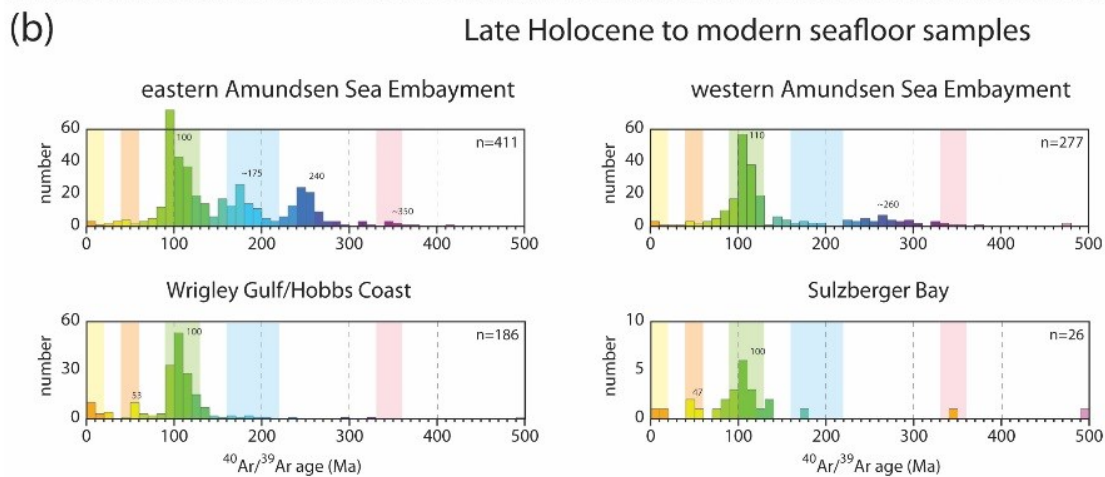 (b)
Late Holocene to modern seafloor samples
eastern Amundsen Sea Embayment
number
60
40
20
0
100
~175
240
~350
n=411
0 100 200 300 400 500
western Amundsen Sea Embayment
number
60
40
20
0
110
~260
n=277
0 100 200 300 400 500
Wrigley Gulf/Hobbs Coast
number
60
30
0
53
100
n=186
0 100 200 300 400 500
⁴⁰Ar/³⁹Ar age (Ma)
Sulzberger Bay
number
10
5
0
47
100
n=26
0 100 200 300 400 500
⁴⁰Ar/³⁹Ar age (Ma)